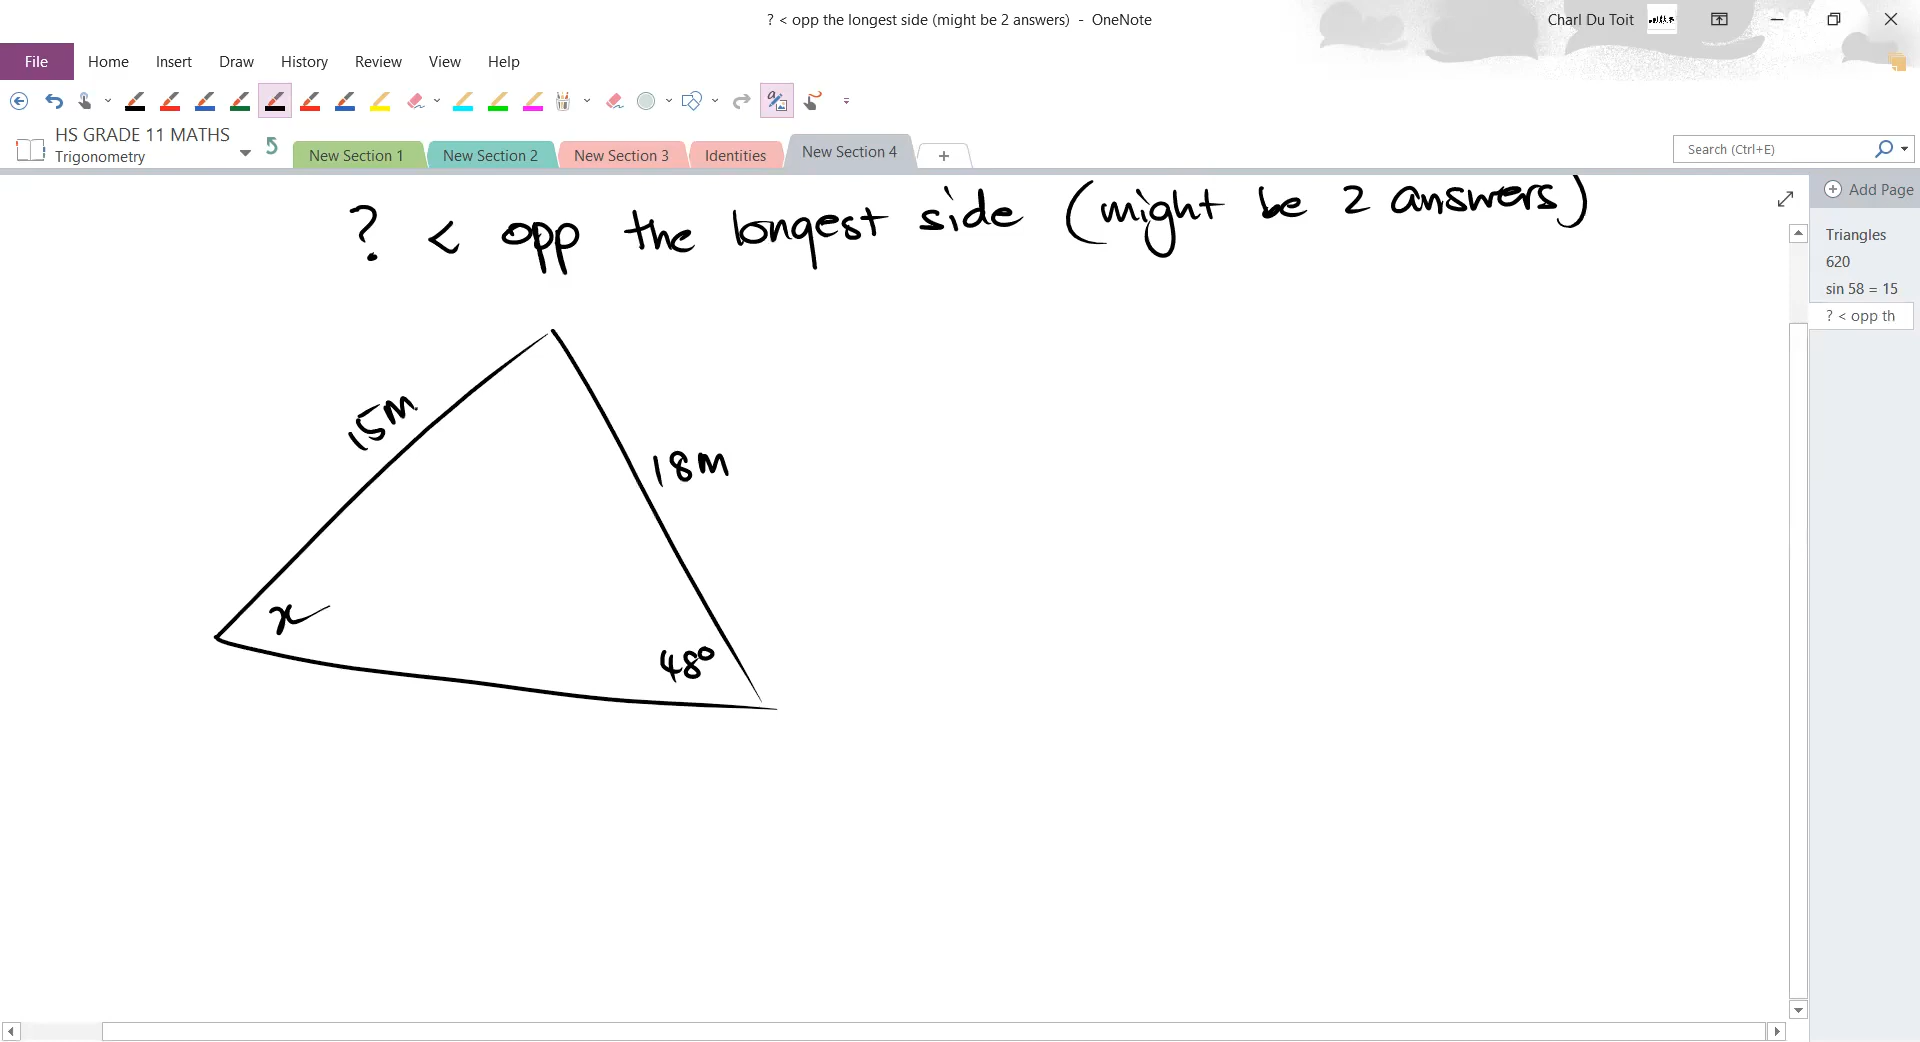 ? < opp the longest side (might be 2 answers) - OneNote
Charl Du Toit
File Home Insert Draw History Review View Help
HS GRADE 11 MATHS
Trigonometry
New Section 1 New Section 2 New Section 3 Identities New Section 4 +
Search (Ctrl+E)
Add Page
Triangles
620
sin 58 = 15
? < opp th
? < opp the longest side (might be 2 answers)
15m
18m
x
48°